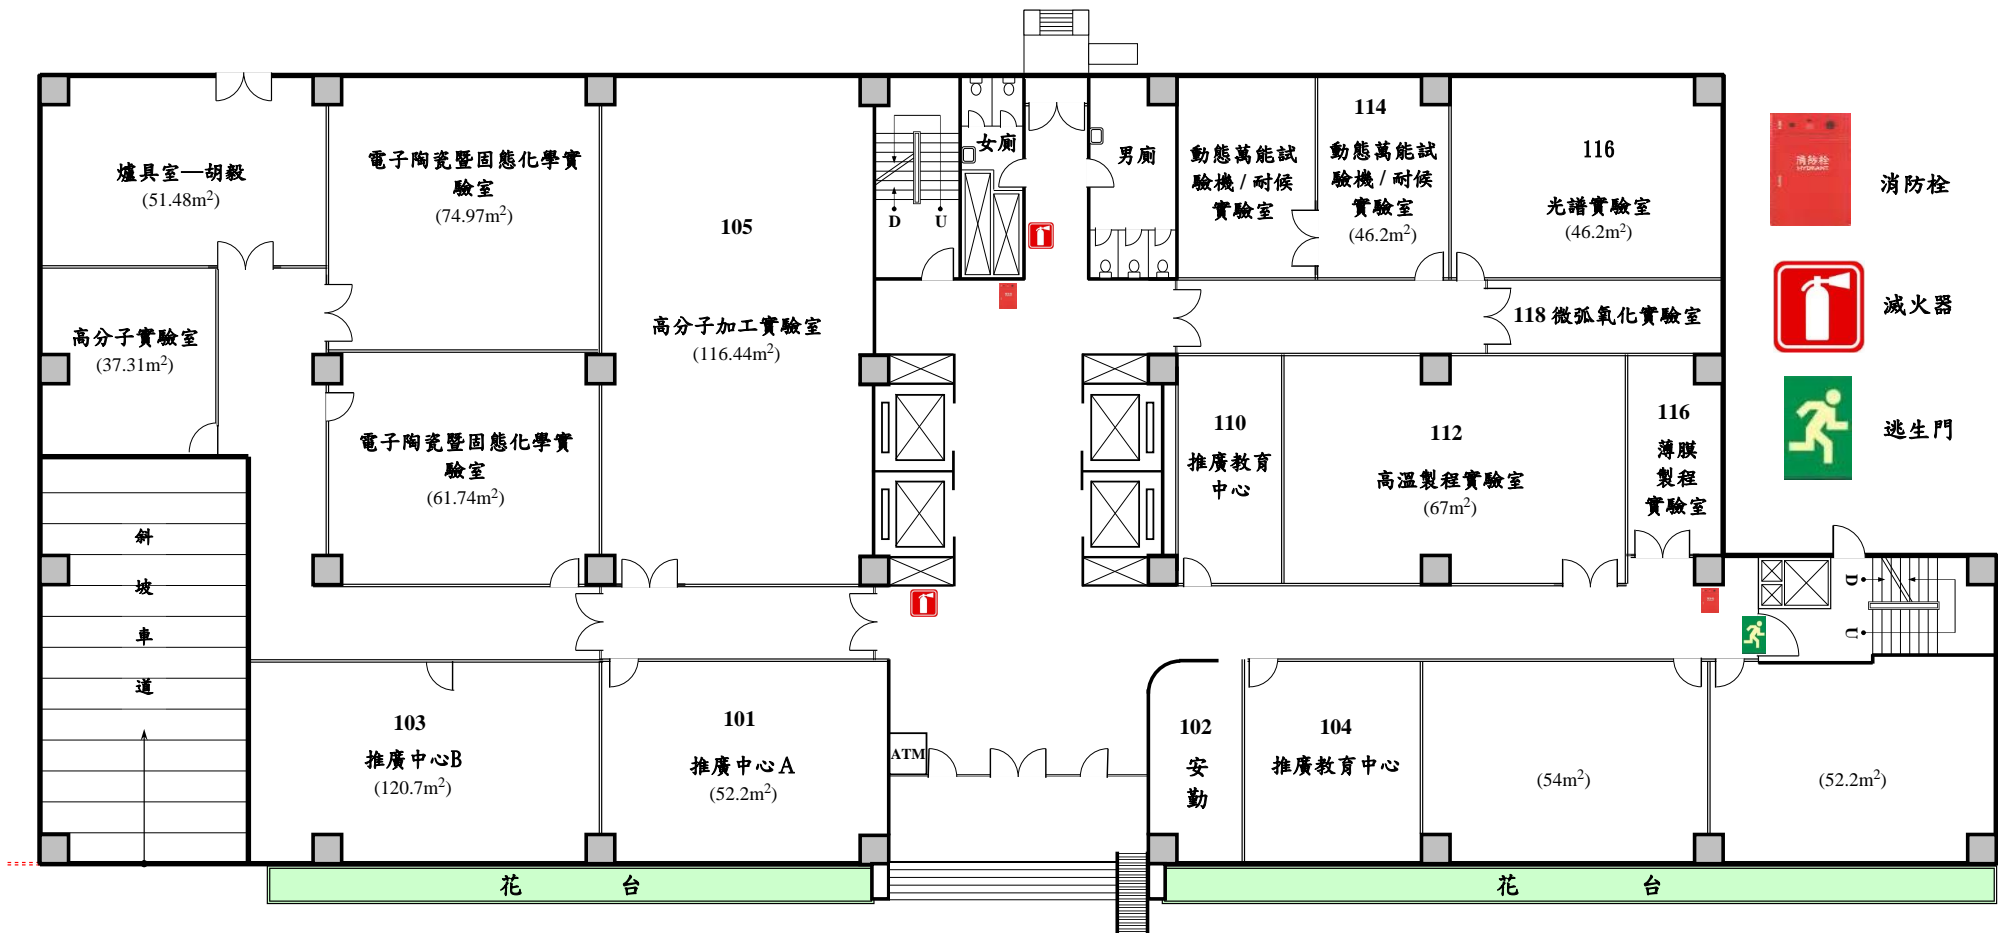 爐具室—胡毅
(51.48m²)
電子陶瓷暨固態化學實
驗室
(74.97m²)
105
高分子加工實驗室
(116.44m²)
D
U
女廁
男廁
動態萬能試
驗機 / 耐候
實驗室
114
動態萬能試
驗機 / 耐候
實驗室
(46.2m²)
116
光譜實驗室
(46.2m²)
消防栓
HYDRANT
消防栓
滅火器
逃生門
高分子實驗室
(37.31m²)
118 微弧氧化實驗室
電子陶瓷暨固態化學實
驗室
(61.74m²)
110
推廣教育
中心
112
高溫製程實驗室
(67m²)
116
薄膜
製程
實驗室
斜
坡
車
道
D
U
103
推廣中心B
(120.7m²)
101
推廣中心A
(52.2m²)
ATM
102
安
勤
104
推廣教育中心
(54m²)
(52.2m²)
花 台
花 台